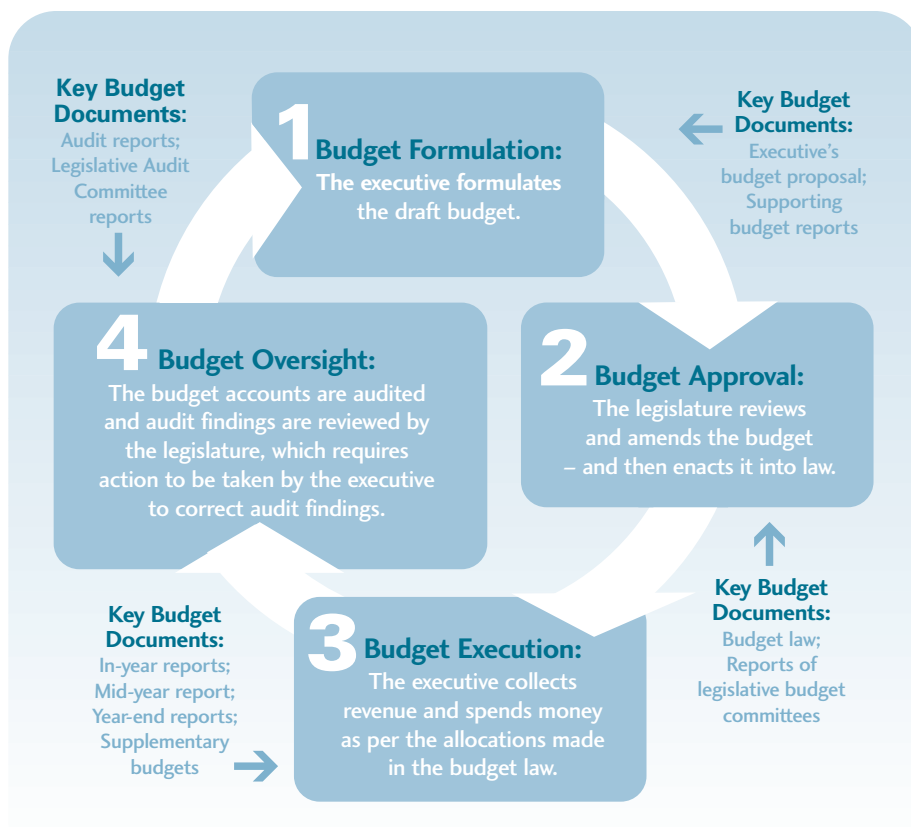 1
Budget Formulation:
The executive formulates
the draft budget.
Key Budget
Documents:
Executive's
budget proposal;
Supporting
budget reports
2
Budget Approval:
The legislature reviews
and amends the budget
– and then enacts it into law.
Key Budget
Documents:
Budget law;
Reports of
legislative budget
committees
3
Budget Execution:
The executive collects
revenue and spends money
as per the allocations made
in the budget law.
Key Budget
Documents:
In-year reports;
Mid-year report;
Year-end reports;
Supplementary
budgets
4
Budget Oversight:
The budget accounts are audited
and audit findings are reviewed by
the legislature, which requires
action to be taken by the executive
to correct audit findings.
Key Budget
Documents:
Audit reports;
Legislative Audit
Committee
reports